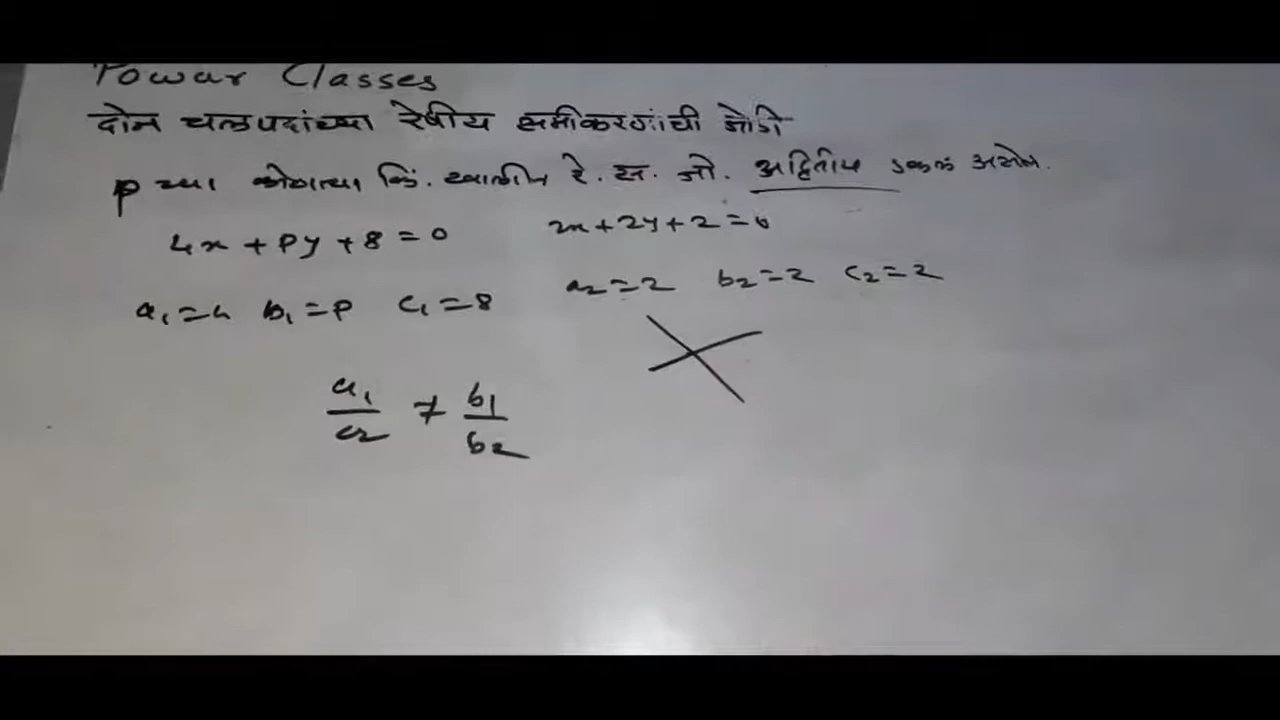 Powar Classes
दोन चलपदांच्या रेषीय समीकरणांची जोडी
p च्या कोणत्या किं. खालील रे. स. जो. अद्वितीय उकल असेल.
4x + Py + 8 = 0 2x + 2y + 2 = 0
a₁ = 4 b₁ = P c₁ = 8 a₂ = 2 b₂ = 2 c₂ = 2
a₁/a₂ ≠ b₁/b₂